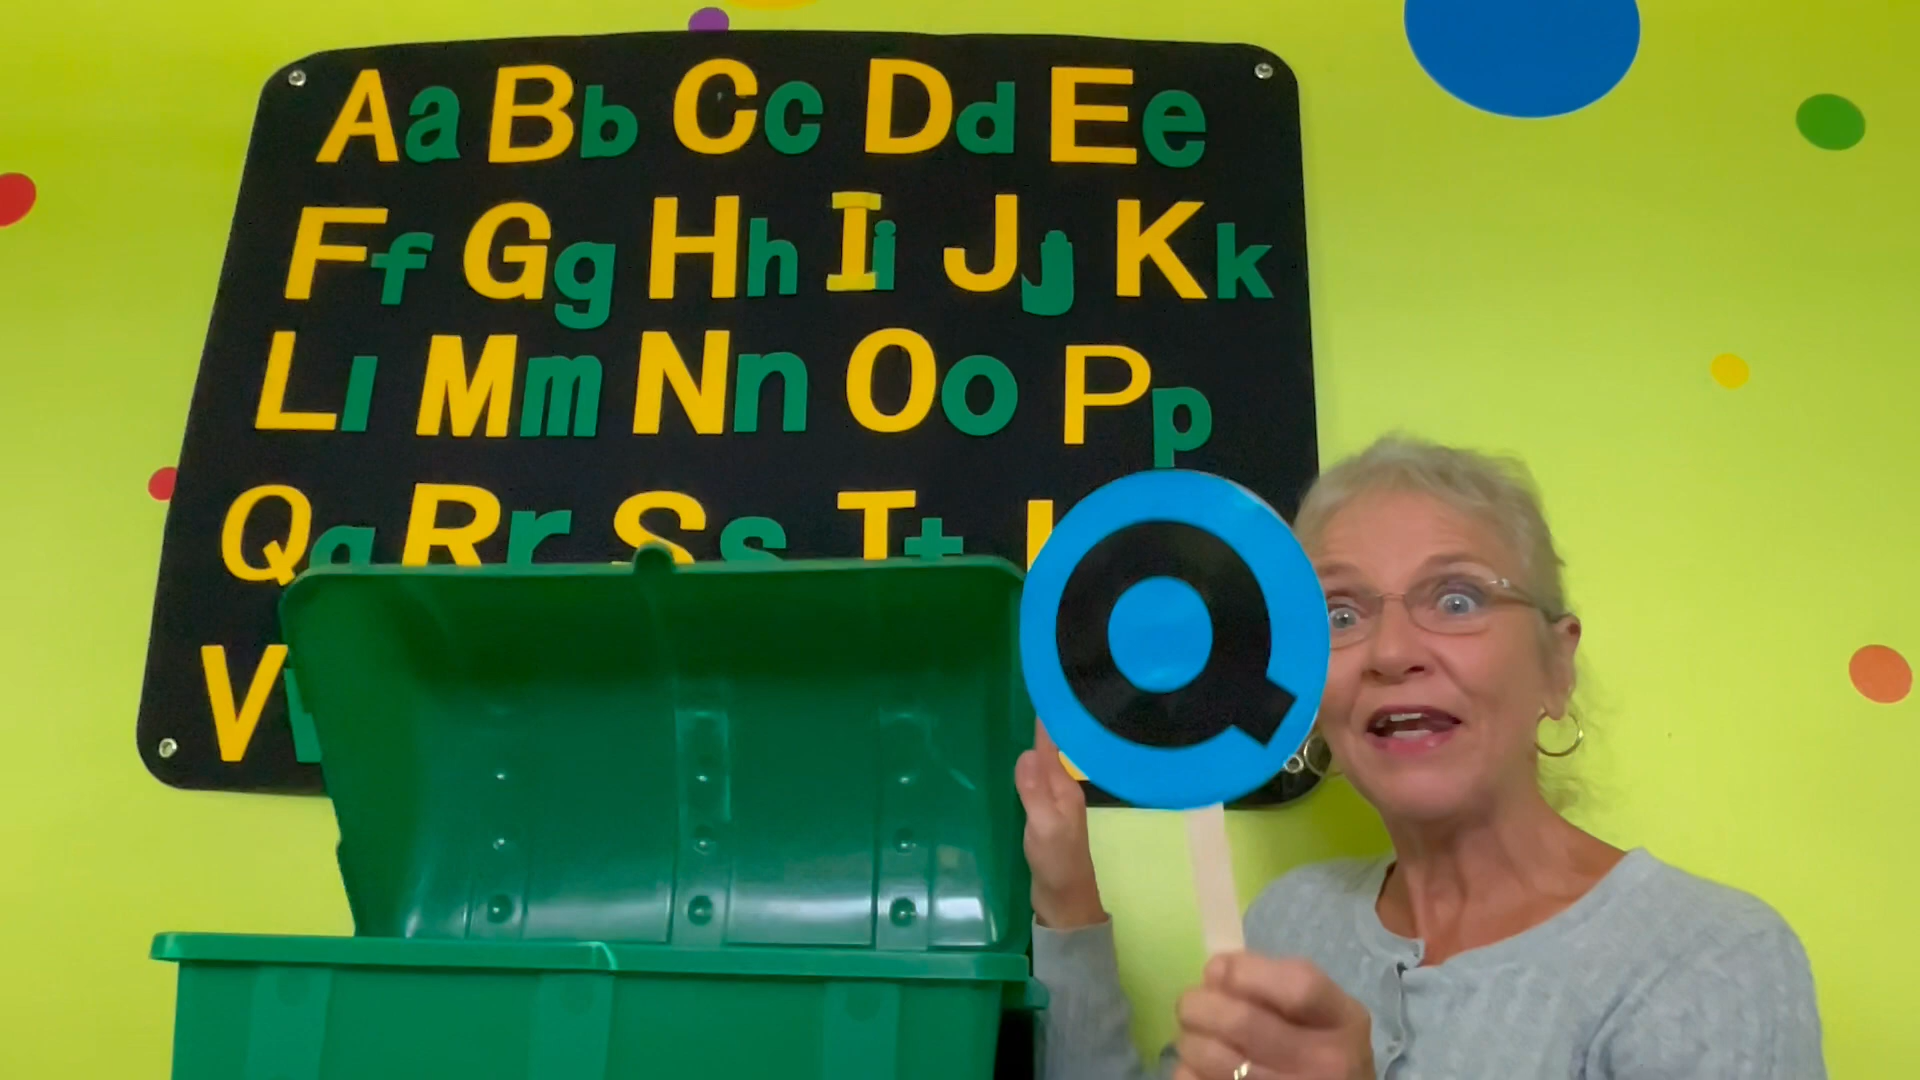 Aa Bb Cc Dd Ee
Ff Gg Hh Ii Jj Kk
Ll Mm Nn Oo Pp
Qq Rr Ss Tt
V
Q